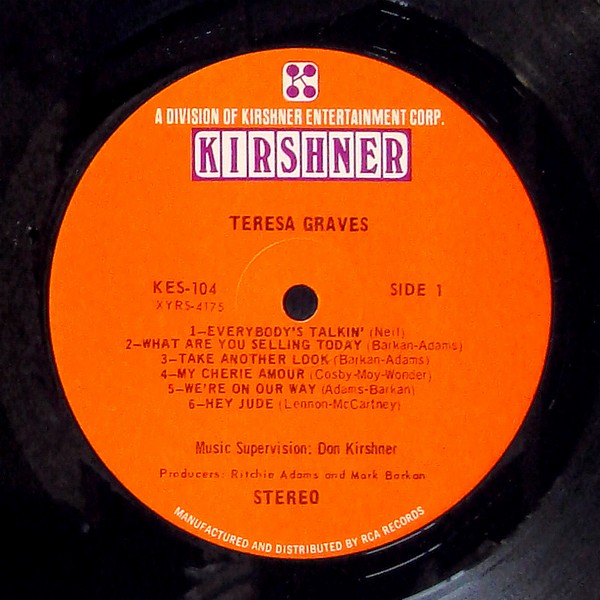 K
A DIVISION OF KIRSHNER ENTERTAINMENT CORP.
KIRSHNER
TERESA GRAVES
KES-104 SIDE 1
XYRS-4175
1—EVERYBODY'S TALKIN' (Neil)
2—WHAT ARE YOU SELLING TODAY (Barkan-Adams)
3—TAKE ANOTHER LOOK (Barkan-Adams)
4—MY CHERIE AMOUR (Cosby-Moy-Wonder)
5—WE'RE ON OUR WAY (Adams-Barkan)
6—HEY JUDE (Lennon-McCartney)
Music Supervision: Don Kirshner
Producers: Ritchie Adams and Mark Barkan
STEREO
MANUFACTURED AND DISTRIBUTED BY RCA RECORDS